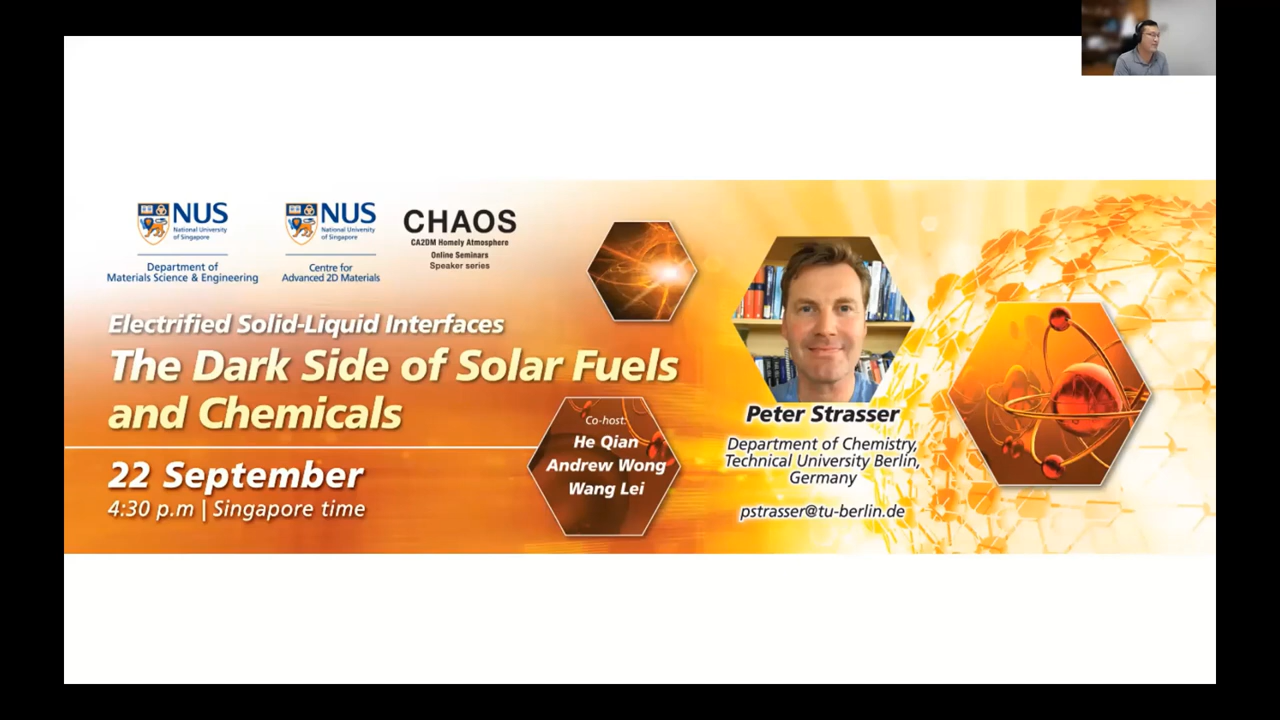 NUS
National University
of Singapore
Department of
Materials Science & Engineering
NUS
National University
of Singapore
Centre for
Advanced 2D Materials
CHAOS
CA2DM Homely Atmosphere
Online Seminars
Speaker series
Electrified Solid-Liquid Interfaces
The Dark Side of Solar Fuels
and Chemicals
22 September
4:30 p.m | Singapore time
Co-host:
He Qian
Andrew Wong
Wang Lei
Peter Strasser
Department of Chemistry,
Technical University Berlin,
Germany
pstrasser@tu-berlin.de